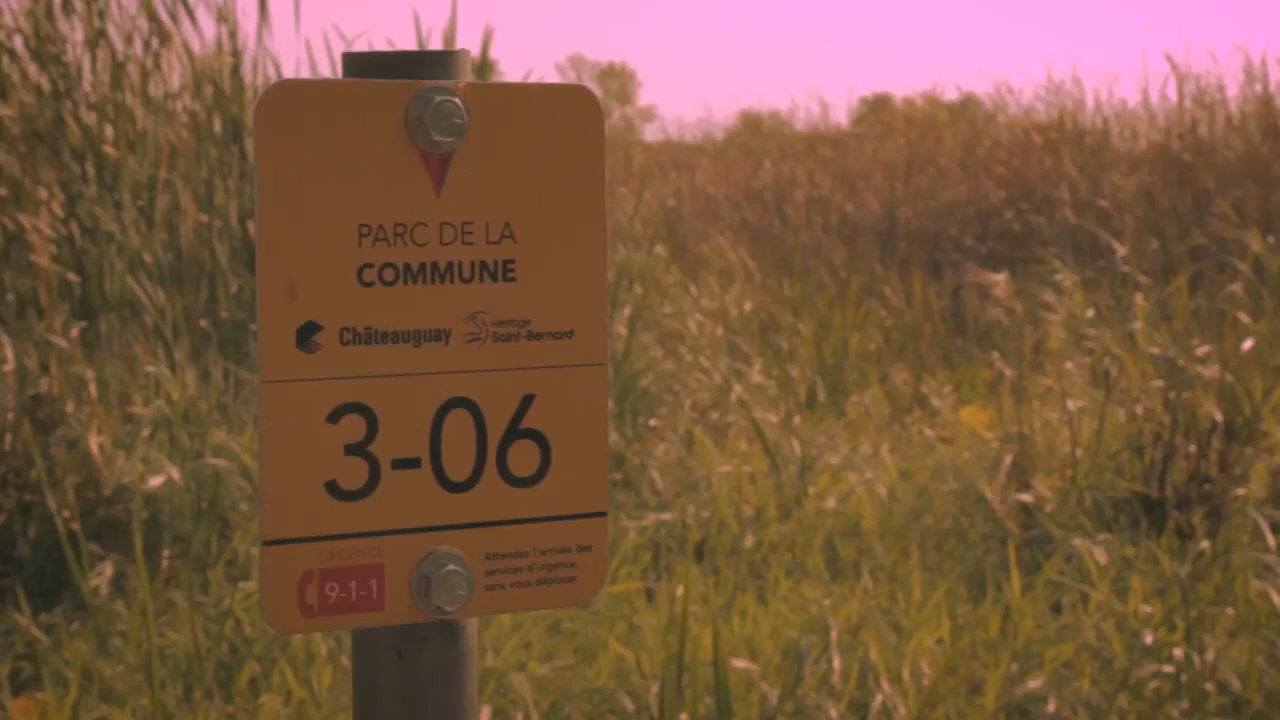 PARC DE LA
COMMUNE
Châteauguay
Héritage
Saint-Bernard
3-06
URGENCE
9-1-1
Attendez l'arrivée des
services d'urgence,
sans vous déplacer.